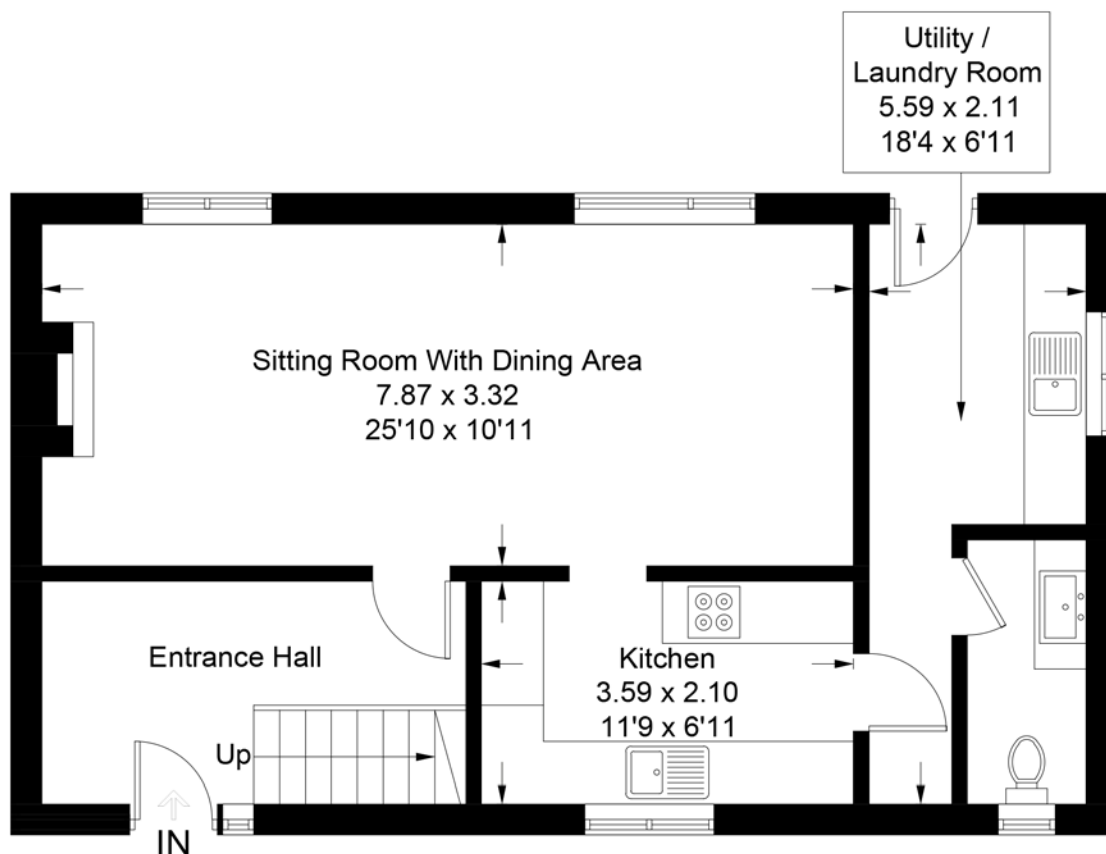 Utility /
Laundry Room
5.59 x 2.11
18'4 x 6'11
Sitting Room With Dining Area
7.87 x 3.32
25'10 x 10'11
Entrance Hall
Kitchen
3.59 x 2.10
11'9 x 6'11
Up
IN